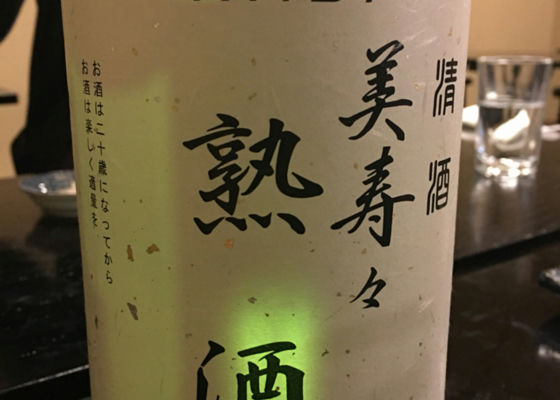 清酒
美寿々
熟酒
お酒は二十歳になってから
お酒は楽しく適量を